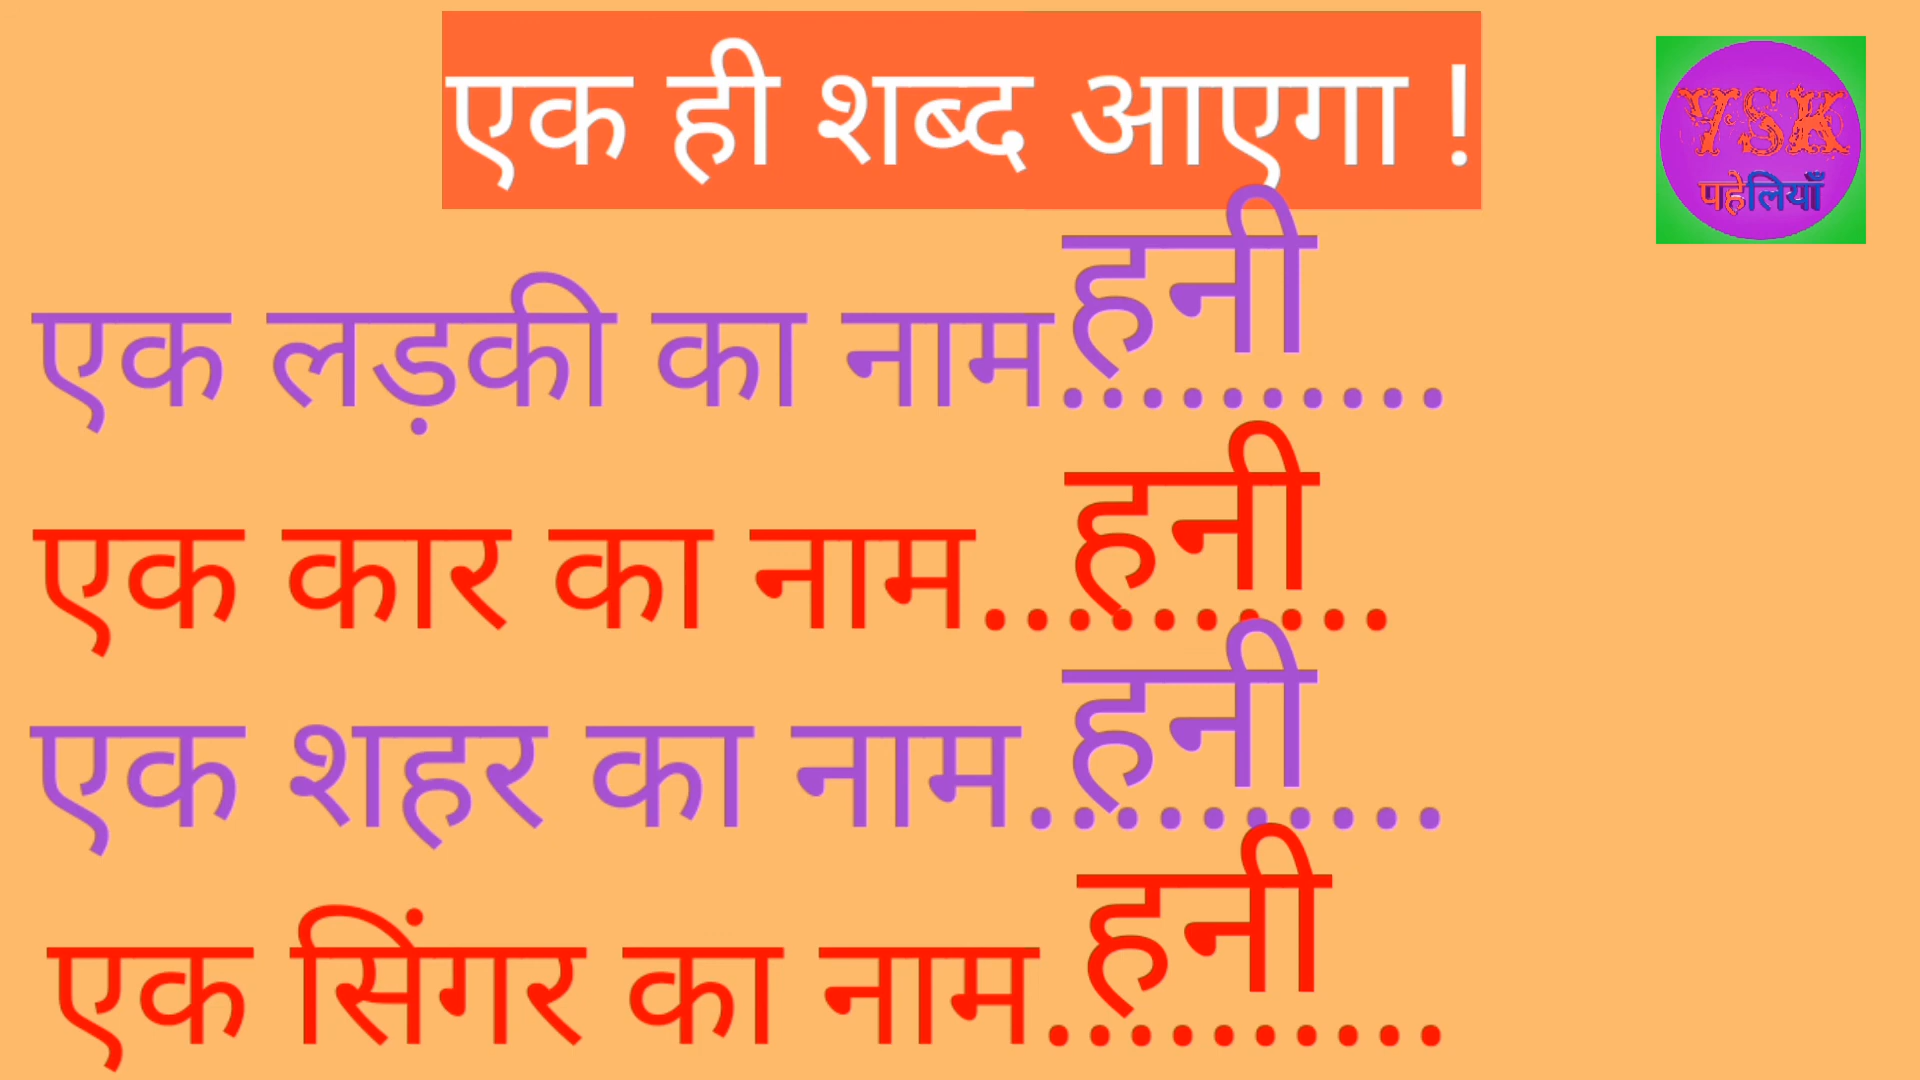 एक ही शब्द आएगा !
YSK
पहेलियाँ
एक लड़की का नाम..........हनी
एक कार का नाम..........हनी
एक शहर का नाम..........हनी
एक सिंगर का नाम..........हनी